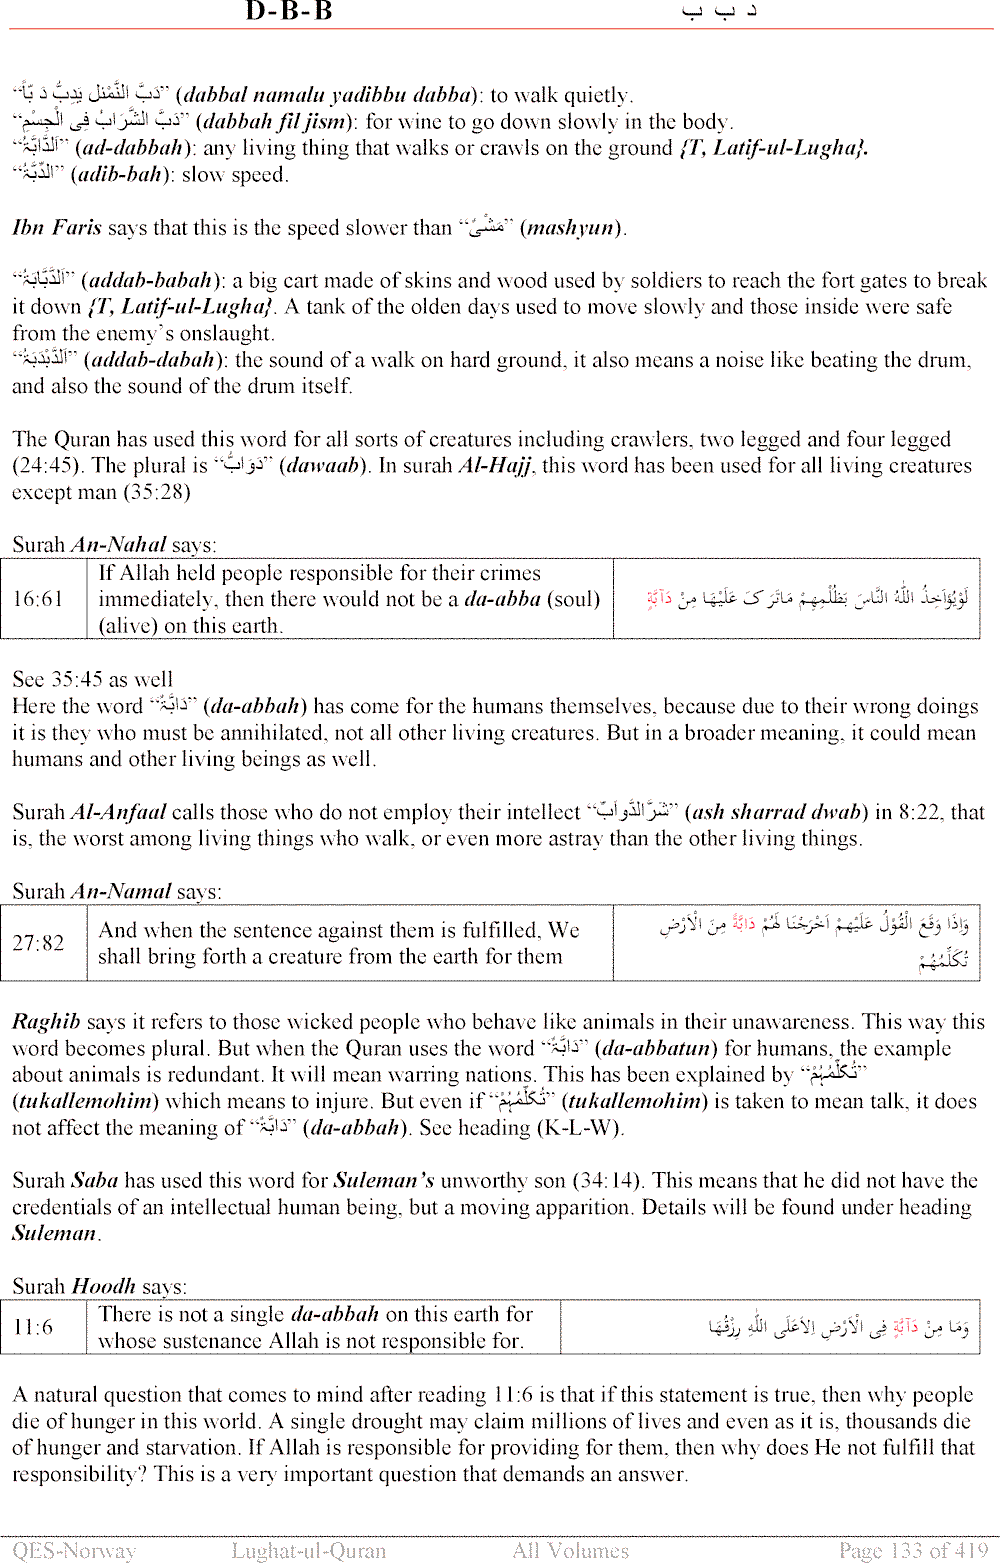 D-B-B د ب ب
“دَبَّ النَّمْلُ يَدِبُّ دَ بّاً” (dabbal namalu yadibbu dabba): to walk quietly.
“دَبَّ الشَّرَابُ فِی الْجِسْمِ” (dabbah fil jism): for wine to go down slowly in the body.
“اَلدَّابَّۃُ” (ad-dabbah): any living thing that walks or crawls on the ground {T, Latif-ul-Lugha}.
“الدِّبَّۃُ” (adib-bah): slow speed.
Ibn Faris says that this is the speed slower than “مَشْیٌ” (mashyun).
“اَلدَّبَّابَۃُ” (addab-babah): a big cart made of skins and wood used by soldiers to reach the fort gates to break
it down {T, Latif-ul-Lugha}. A tank of the olden days used to move slowly and those inside were safe
from the enemy’s onslaught.
“اَلدَّبْدَبَۃُ” (addab-dabah): the sound of a walk on hard ground, it also means a noise like beating the drum,
and also the sound of the drum itself.
The Quran has used this word for all sorts of creatures including crawlers, two legged and four legged
(24:45). The plural is “دَوَابُّ” (dawaab). In surah Al-Hajj, this word has been used for all living creatures
except man (35:28)
Surah An-Nahal says:
16:61 If Allah held people responsible for their crimes
immediately, then there would not be a da-abba (soul)
(alive) on this earth.
لَوْیُؤَاخِذُ اللّٰہُ النَّاسَ بِظُلْمِھِمْ مَاتَرَ کَ عَلَیْھَا مِنْ دَآبَّۃٍ
See 35:45 as well
Here the word “دَابَّۃٌ” (da-abbah) has come for the humans themselves, because due to their wrong doings
it is they who must be annihilated, not all other living creatures. But in a broader meaning, it could mean
humans and other living beings as well.
Surah Al-Anfaal calls those who do not employ their intellect “شَرَّالدَّوابِّ” (ash sharrad dwab) in 8:22, that
is, the worst among living things who walk, or even more astray than the other living things.
Surah An-Namal says:
27:82 And when the sentence against them is fulfilled, We
shall bring forth a creature from the earth for them
وَاِذَا وَقَعَ الْقَوْلُ عَلَیْھِمْ اَخْرَجْنَا لَھُمْ دَابَّۃً مِنَ الْاَرْضِ
تُکَلِّمُھُمْ
Raghib says it refers to those wicked people who behave like animals in their unawareness. This way this
word becomes plural. But when the Quran uses the word “دَابَّۃٌ” (da-abbatun) for humans, the example
about animals is redundant. It will mean warring nations. This has been explained by “تُکَلِّمُہُمْ”
(tukallemohim) which means to injure. But even if “تُکَلِّمُہُمْ” (tukallemohim) is taken to mean talk, it does
not affect the meaning of “دَابَّۃٌ” (da-abbah). See heading (K-L-W).
Surah Saba has used this word for Suleman’s unworthy son (34:14). This means that he did not have the
credentials of an intellectual human being, but a moving apparition. Details will be found under heading
Suleman.
Surah Hoodh says:
11:6 There is not a single da-abbah on this earth for
whose sustenance Allah is not responsible for.
وَمَا مِنْ دَآبَّۃٍ فِی الْاَرْضِ اِلاَّعَلَی اللّٰہِ رِزْقُھَا
A natural question that comes to mind after reading 11:6 is that if this statement is true, then why people
die of hunger in this world. A single drought may claim millions of lives and even as it is, thousands die
of hunger and starvation. If Allah is responsible for providing for them, then why does He not fulfill that
responsibility? This is a very important question that demands an answer.
QES-Norway Lughat-ul-Quran All Volumes Page 133 of 419